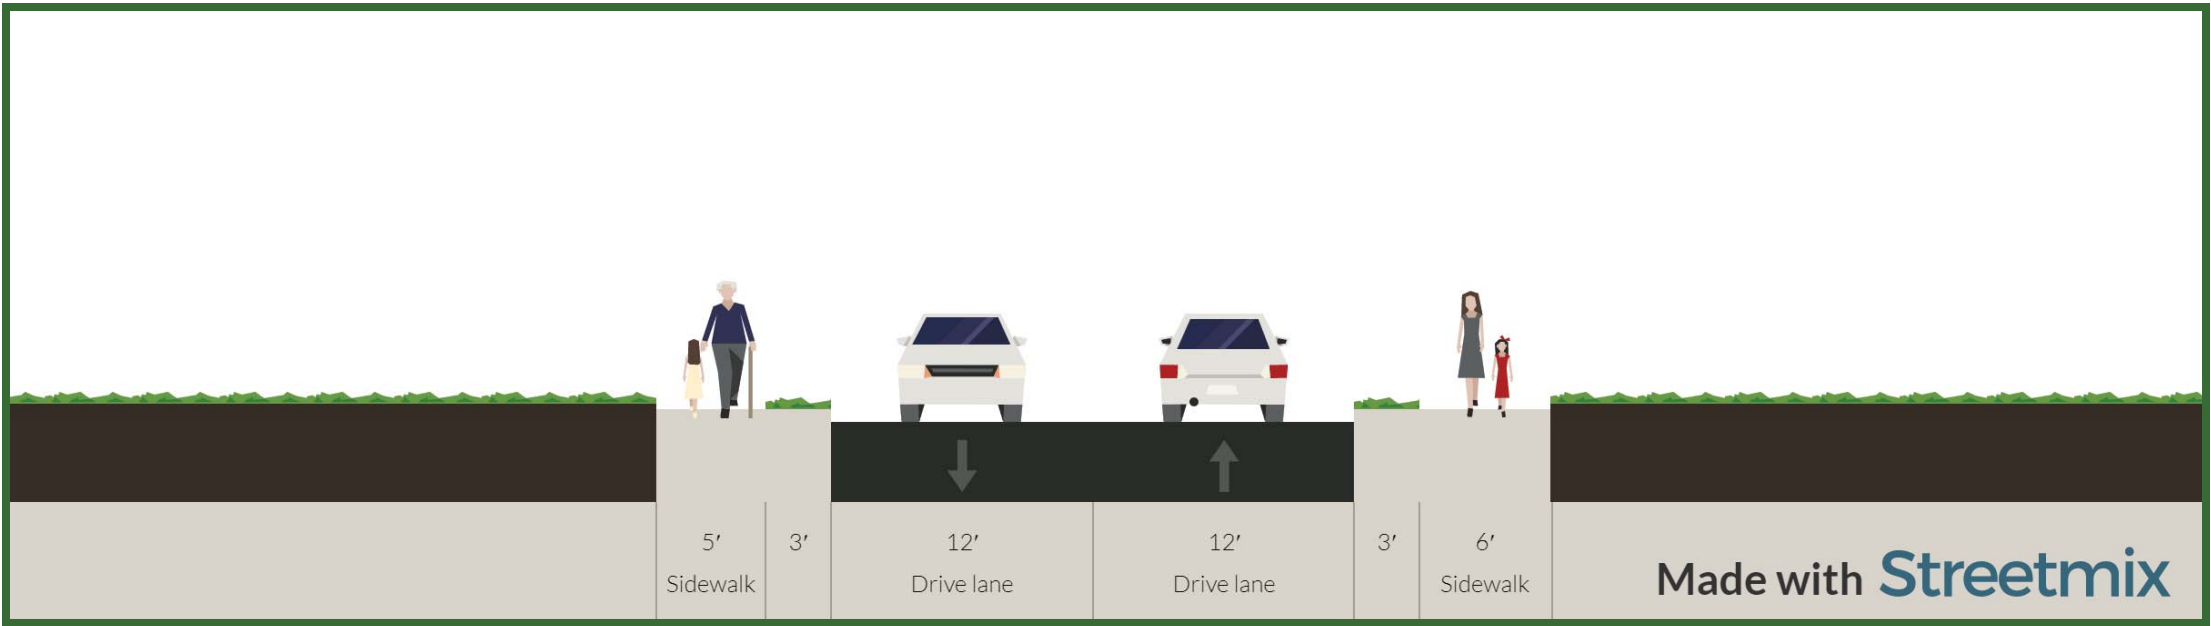 5′ 3′ 12′ 12′ 3′ 6′
Sidewalk Drive lane Drive lane Sidewalk
Made with Streetmix